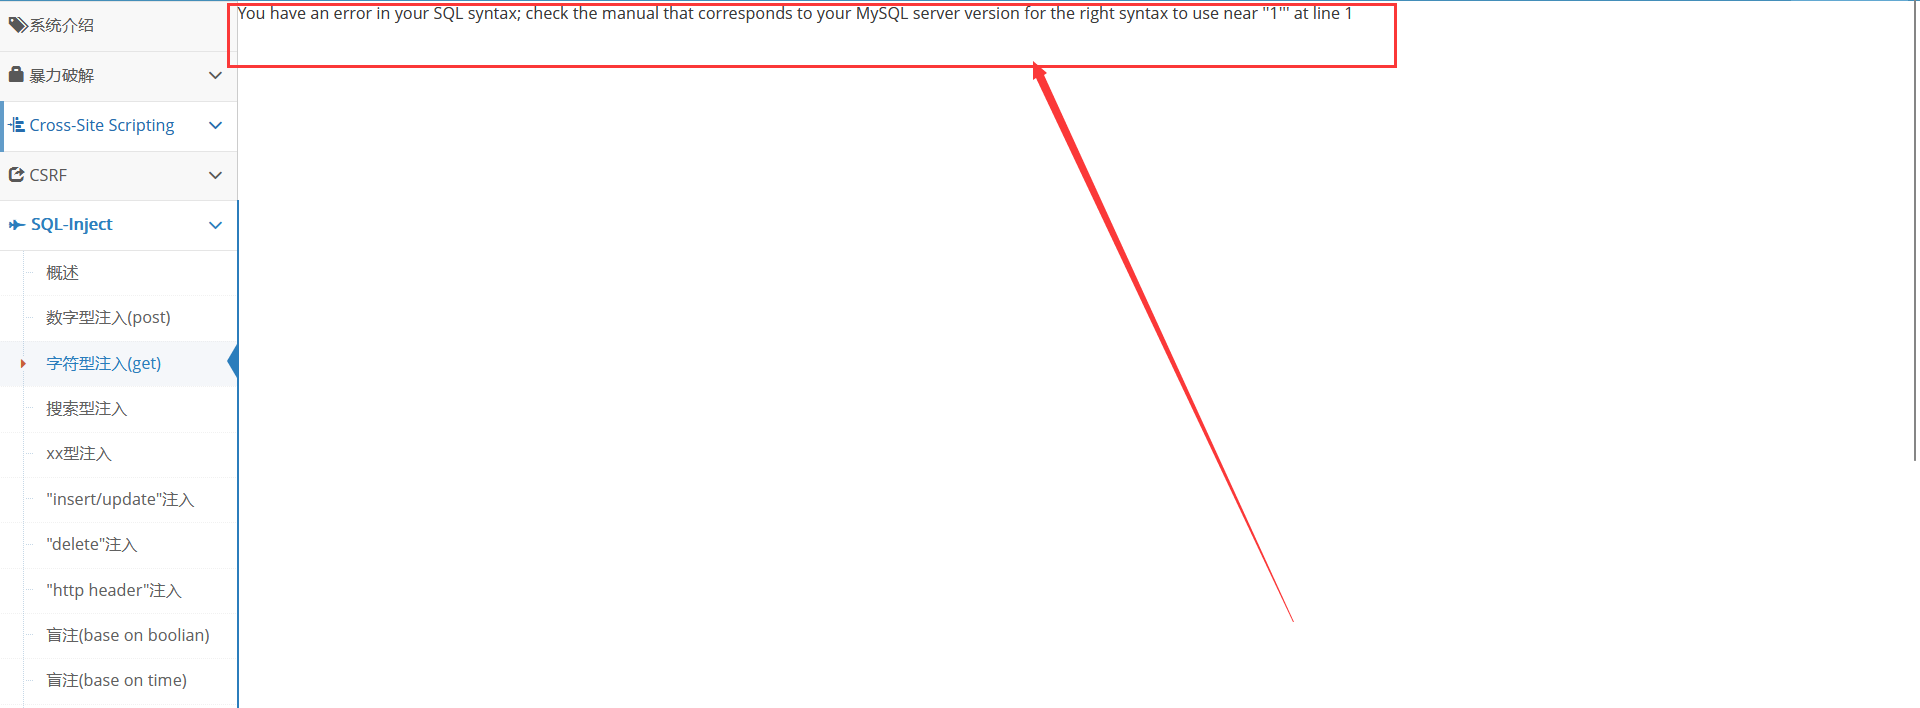 You have an error in your SQL syntax; check the manual that corresponds to your MySQL server version for the right syntax to use near ''1''' at line 1
系统介绍
暴力破解
Cross-Site Scripting
CSRF
SQL-Inject
概述
数字型注入(post)
字符型注入(get)
搜索型注入
xx型注入
"insert/update"注入
"delete"注入
"http header"注入
盲注(base on boolian)
盲注(base on time)